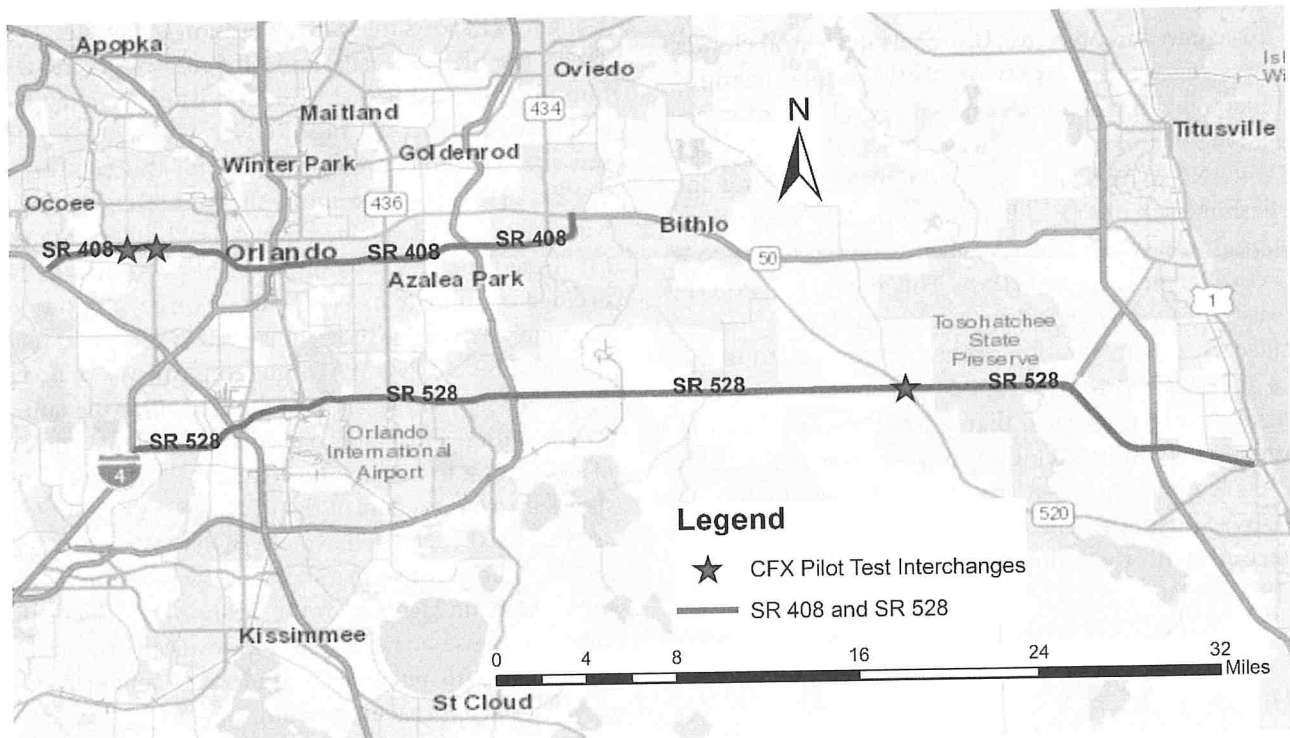 Apopka
Oviedo
Isl
Wi
434
Maitland
N
Titusville
Winter Park
Goldenrod
Ocoee
436
Bithlo
SR 408
Orlando
SR 408
SR 408
50
Azalea Park
1
Tosohatchee
State
Preserve
SR 528
SR 528
SR 528
SR 528
Orlando
International
Airport
4
520
Legend
CFX Pilot Test Interchanges
SR 408 and SR 528
Kissimmee
0 4 8 16 24 32
Miles
St Cloud